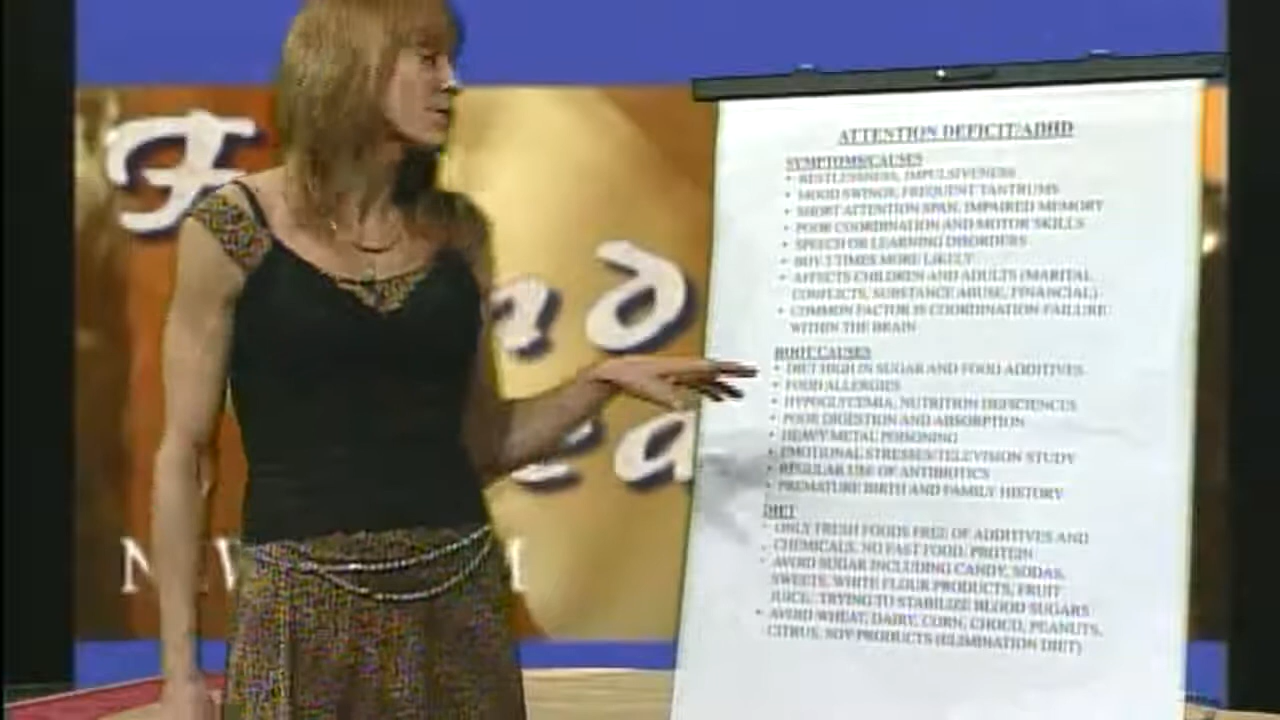 ATTENTION DEFICIT/ADHD
SYMPTOMS/CAUSES
• RESTLESSNESS, IMPULSIVENESS
• MOOD SWINGS, FREQUENT TANTRUMS
• SHORT ATTENTION SPAN, IMPAIRED MEMORY
• POOR COORDINATION AND MOTOR SKILLS
• SPEECH OR LEARNING DISORDERS
• BOY TIMES MORE LIKELY
• AFFECTS CHILDREN AND ADULTS (MARITAL
CONFLICTS, SUBSTANCE ABUSE, FINANCIAL)
• COMMON FACTOR IS COORDINATION FAILURE
WITHIN THE BRAIN
ROOT CAUSES
• DIET HIGH IN SUGAR AND FOOD ADDITIVES
• FOOD ALLERGIES
• HYPOGLYCEMIA, NUTRITION
• POOR DIGESTION AND ABSORPTION
• HEAVY METAL POISONING
• EMOTIONAL STRESSES/TELEVISION STUDY
• REGULAR USE OF ANTIBIOTICS
• PREMATURE BIRTH AND FAMILY HISTORY
DIET
• ONLY FRESH FOODS FREE OF ADDITIVES AND
CHEMICALS, NO FAST FOOD, PROTEIN
• AVOID SUGAR INCLUDING CANDY, SODAS,
SWEETS, WHITE FLOUR PRODUCTS, FRUIT
JUICE. TRYING TO STABILIZE BLOOD SUGARS
• AVOID WHEAT, DAIRY, CORN, CHOCO, PEANUTS,
CITRUS, SOY PRODUCTS (ELIMINATION DIET)